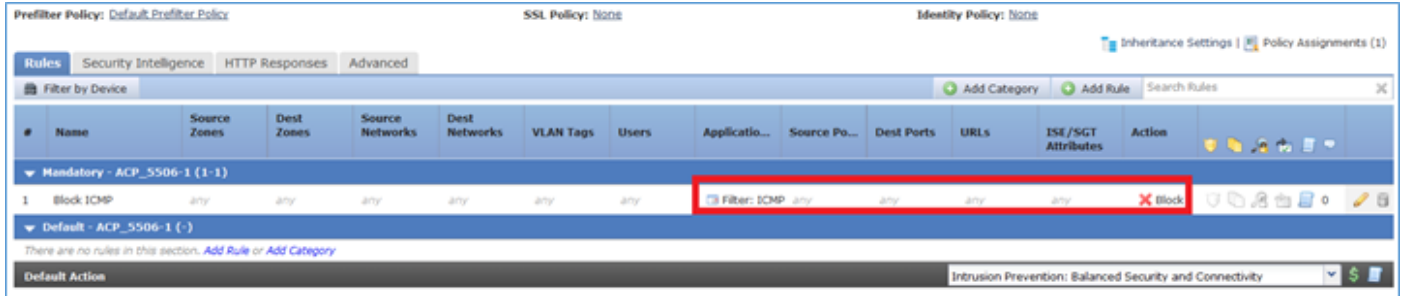 Prefilter Policy: Default Prefilter Policy SSL Policy: None Identity Policy: None
Inheritance Settings | Policy Assignments (1)
Rules Security Intelligence HTTP Responses Advanced
Filter by Device Add Category Add Rule Search Rules
# Name Source Zones Dest Zones Source Networks Dest Networks VLAN Tags Users Applicatio... Source Po... Dest Ports URLs ISE/SGT Attributes Action
Mandatory - ACP_5506-1 (1-1)
1 Block ICMP any any any any any any Filter: ICMP any any any any Block 0
Default - ACP_5506-1 (-)
There are no rules in this section. Add Rule or Add Category
Default Action Intrusion Prevention: Balanced Security and Connectivity